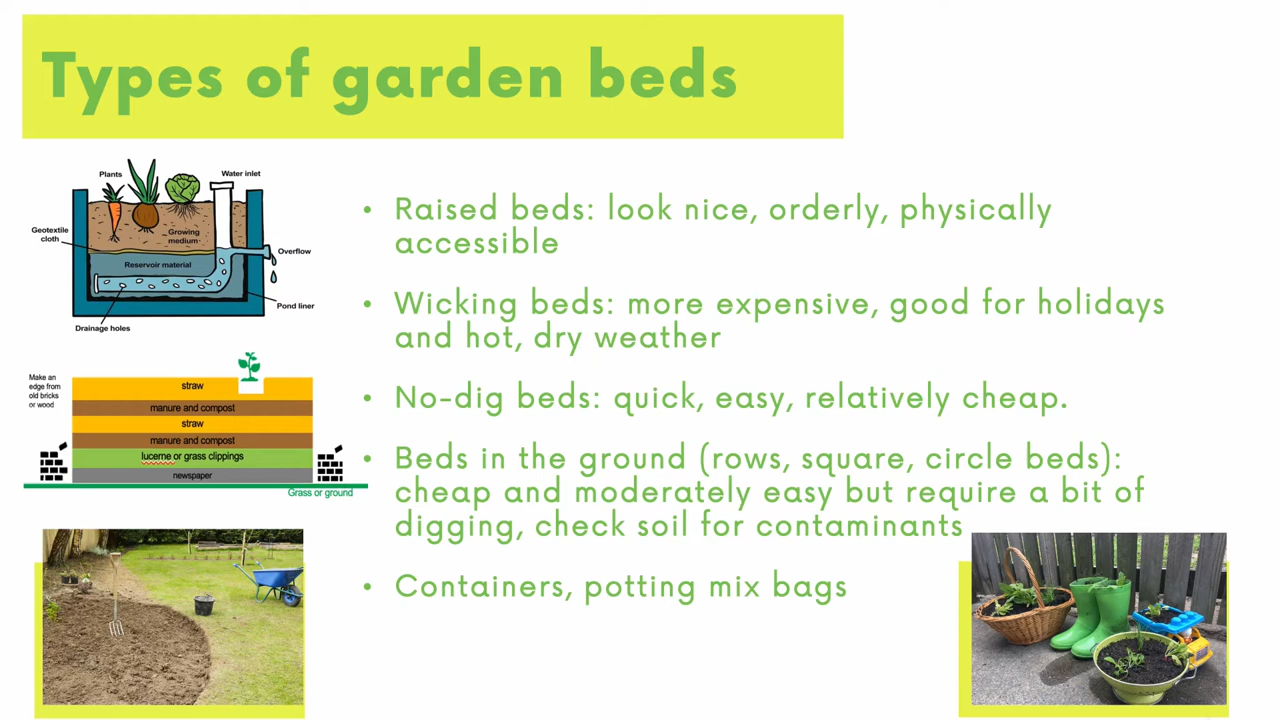 Types of garden beds
Plants
Water inlet
Geotextile
cloth
Growing
medium
Overflow
Reservoir material
Pond liner
Drainage holes
Make an
edge from
old bricks
or wood
straw
manure and compost
straw
manure and compost
lucerne or grass clippings
newspaper
Grass or ground
• Raised beds: look nice, orderly, physically
accessible
• Wicking beds: more expensive, good for holidays
and hot, dry weather
• No-dig beds: quick, easy, relatively cheap.
• Beds in the ground (rows, square, circle beds):
cheap and moderately easy but require a bit of
digging, check soil for contaminants
• Containers, potting mix bags